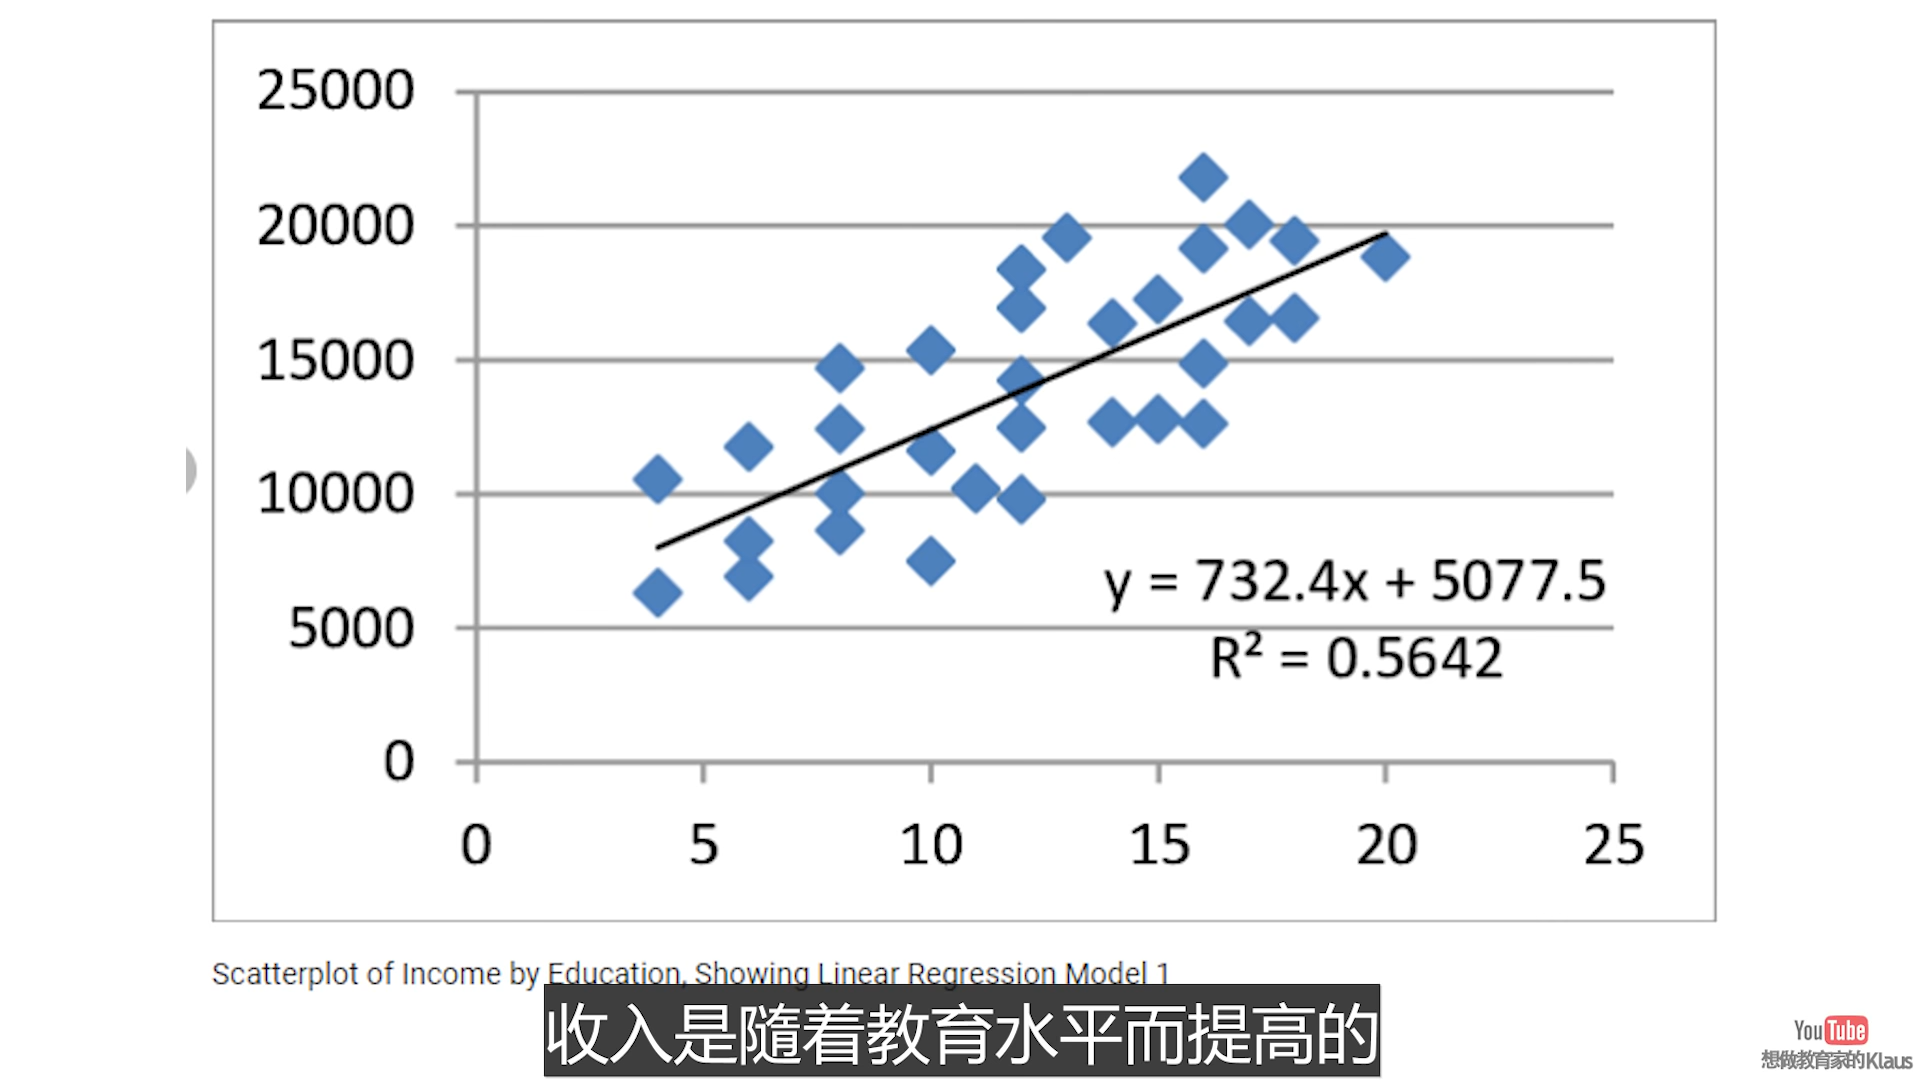 25000
20000
15000
10000
5000
0
0 5 10 15 20 25
y = 732.4x + 5077.5
R² = 0.5642
Scatterplot of Income by Education, Showing Linear Regression Model 1
收入是隨着教育水平而提高的
YouTube
想做教育家的Klaus